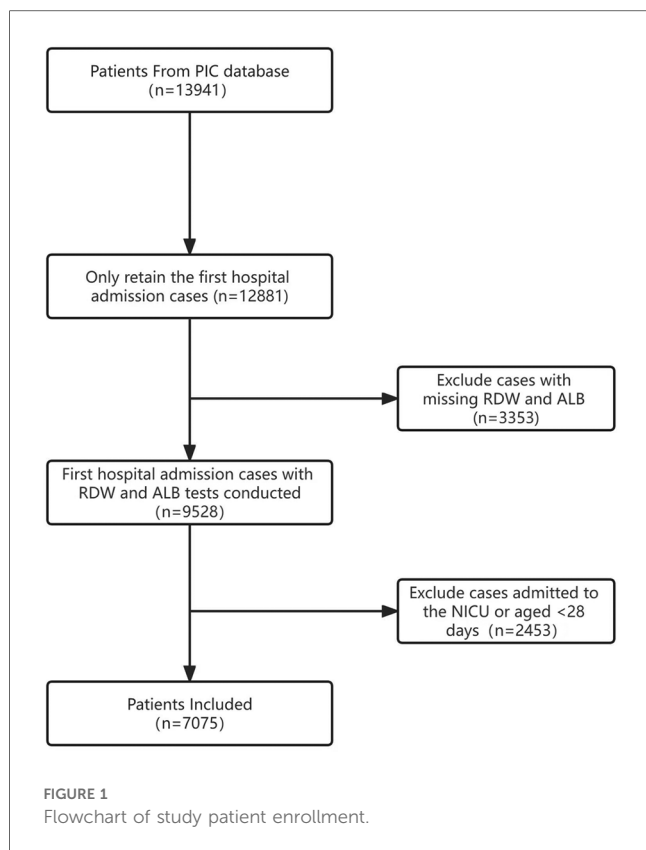 Patients From PIC database
(n=13941)
Only retain the first hospital
admission cases (n=12881)
Exclude cases with
missing RDW and ALB
(n=3353)
First hospital admission cases with
RDW and ALB tests conducted
(n=9528)
Exclude cases admitted to
the NICU or aged <28
days (n=2453)
Patients Included
(n=7075)
FIGURE 1
Flowchart of study patient enrollment.